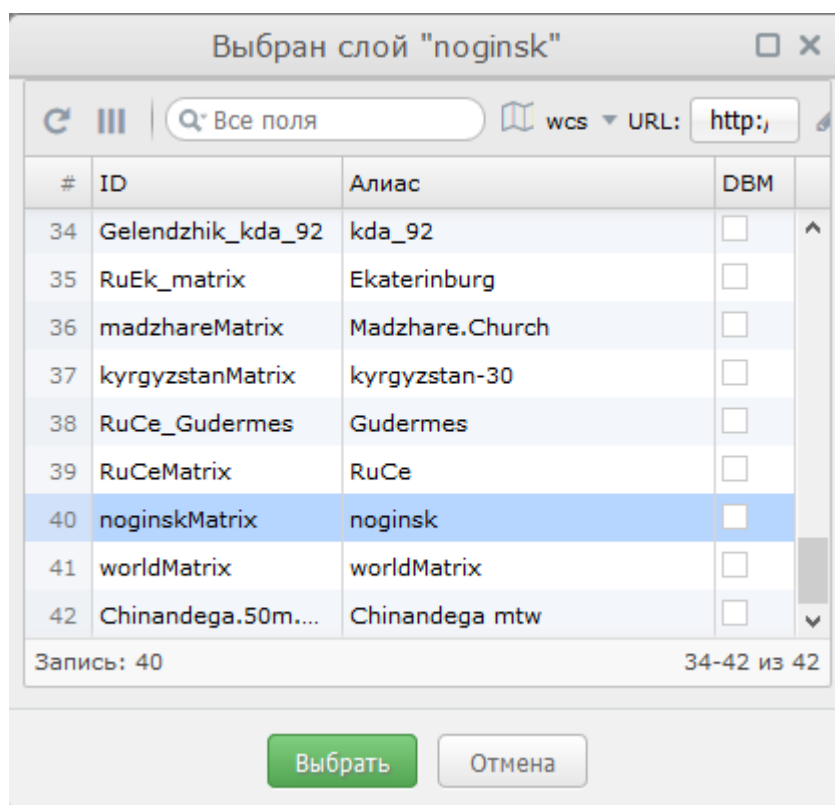 Выбран слой "noginsk"
Все поля wcs URL: http:/
# ID Алиас DBM
34 Gelendzhik_kda_92 kda_92
35 RuEk_matrix Ekaterinburg
36 madzhareMatrix Madzhare.Church
37 kyrgyzstanMatrix kyrgyzstan-30
38 RuCe_Gudermes Gudermes
39 RuCeMatrix RuCe
40 noginskMatrix noginsk
41 worldMatrix worldMatrix
42 Chinandega.50m.... Chinandega mtw
Запись: 40 34-42 из 42
Выбрать Отмена